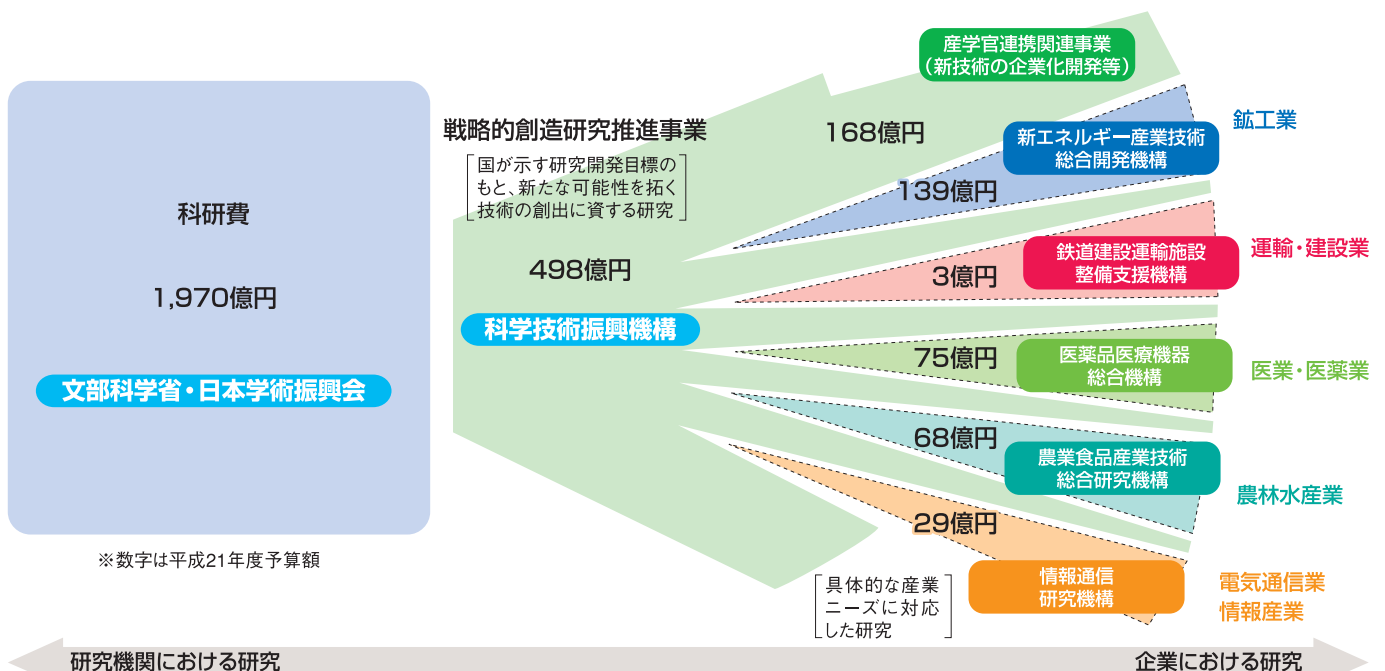 科研費
1,970億円
文部科学省・日本学術振興会
※数字は平成21年度予算額
戦略的創造研究推進事業
国が示す研究開発目標の
もと、新たな可能性を拓く
技術の創出に資する研究
498億円
科学技術振興機構
産学官連携関連事業
（新技術の企業化開発等）
168億円
新エネルギー産業技術
総合開発機構
139億円
鉱工業
鉄道建設運輸施設
整備支援機構
3億円
運輸・建設業
医薬品医療機器
総合機構
75億円
医業・医薬業
農業食品産業技術
総合研究機構
68億円
農林水産業
29億円
情報通信
研究機構
電気通信業
情報産業
具体的な産業
ニーズに対応
した研究
研究機関における研究
企業における研究